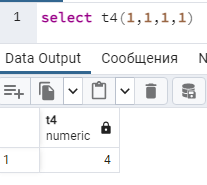 1 select t4(1,1,1,1)
Data Output Сообщения
t4
numeric
1 4